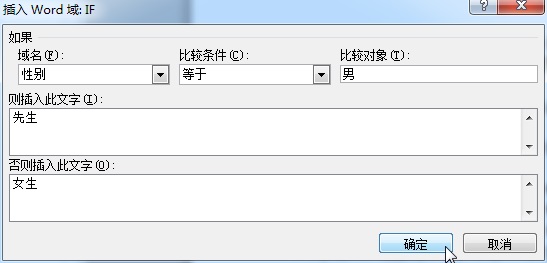 插入 Word 域: IF
如果
域名(F): 比较条件(C): 比较对象(T):
性别 等于 男
则插入此文字(I):
先生
否则插入此文字(O):
女生
确定 取消